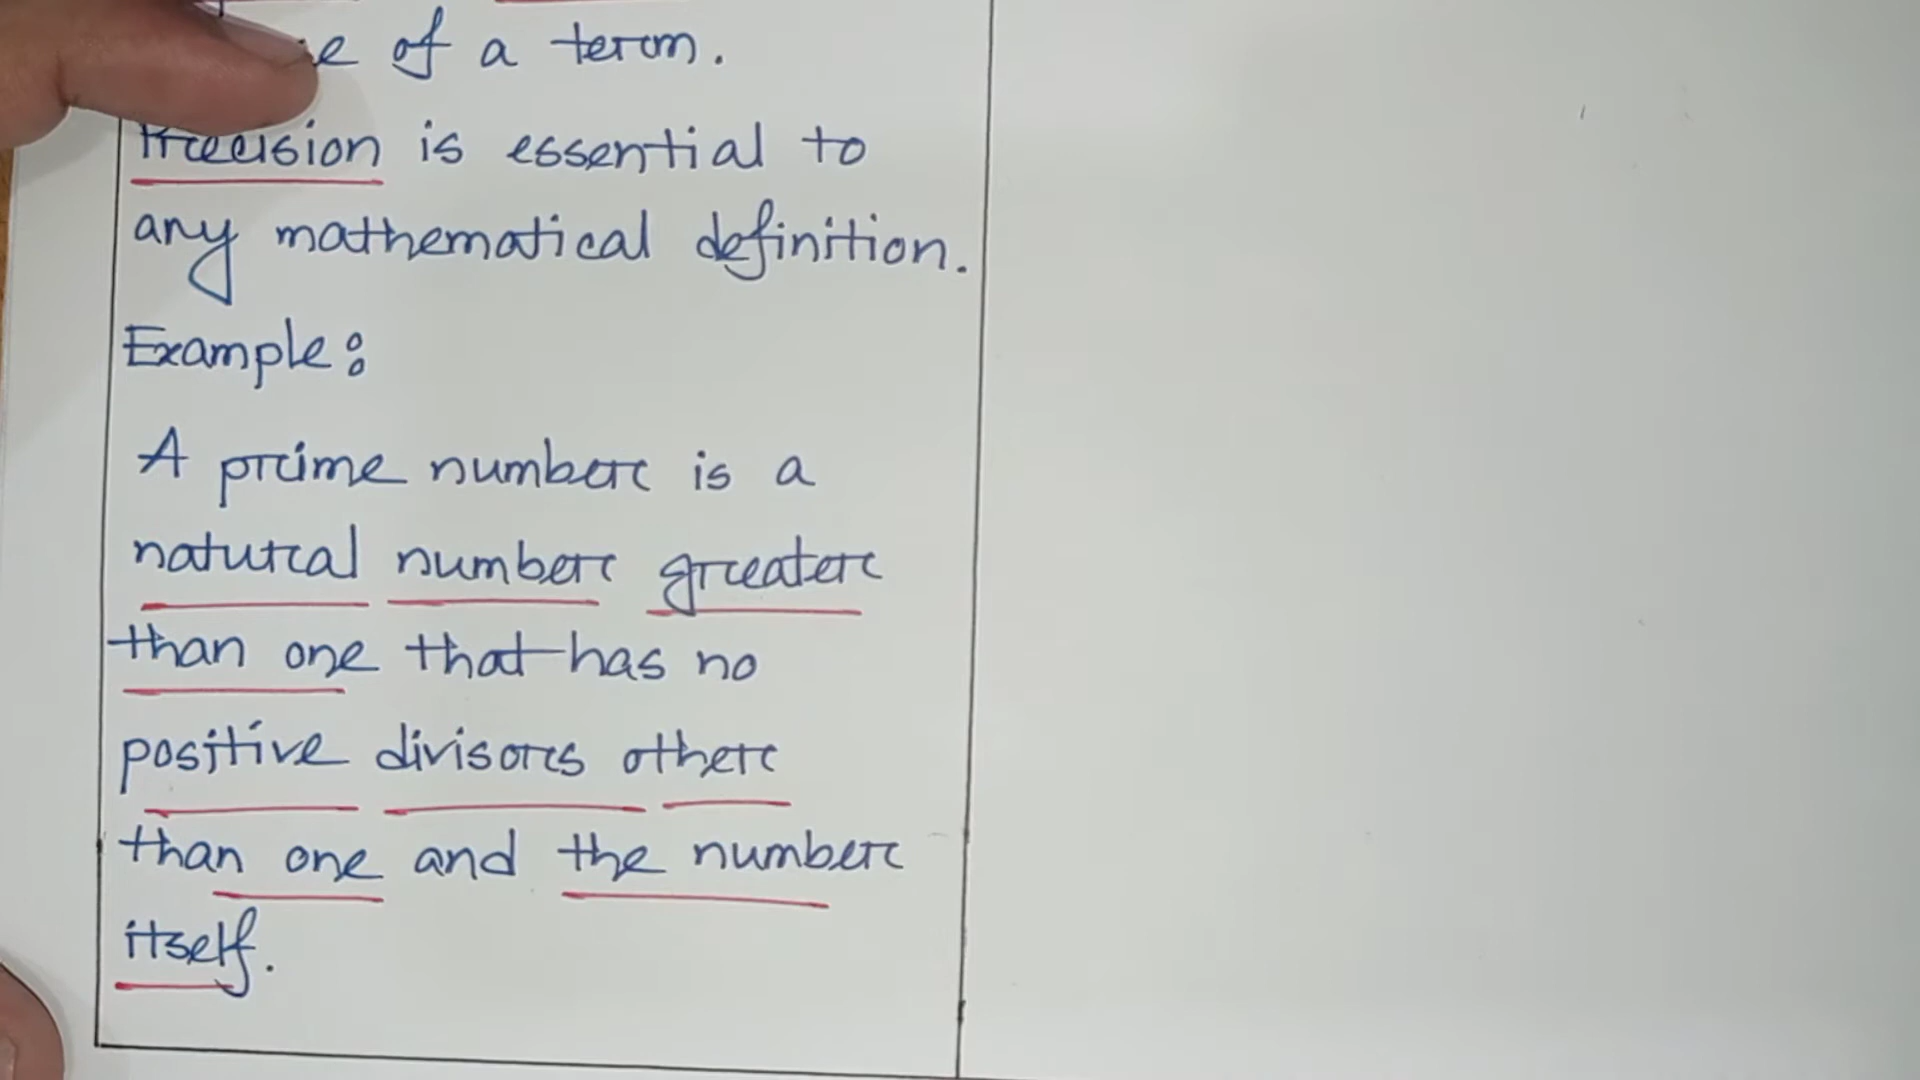 of a term.
Precision is essential to
any mathematical definition.
Example:
A prime number is a
natural number greater
than one that has no
positive divisors other
than one and the number
itself.